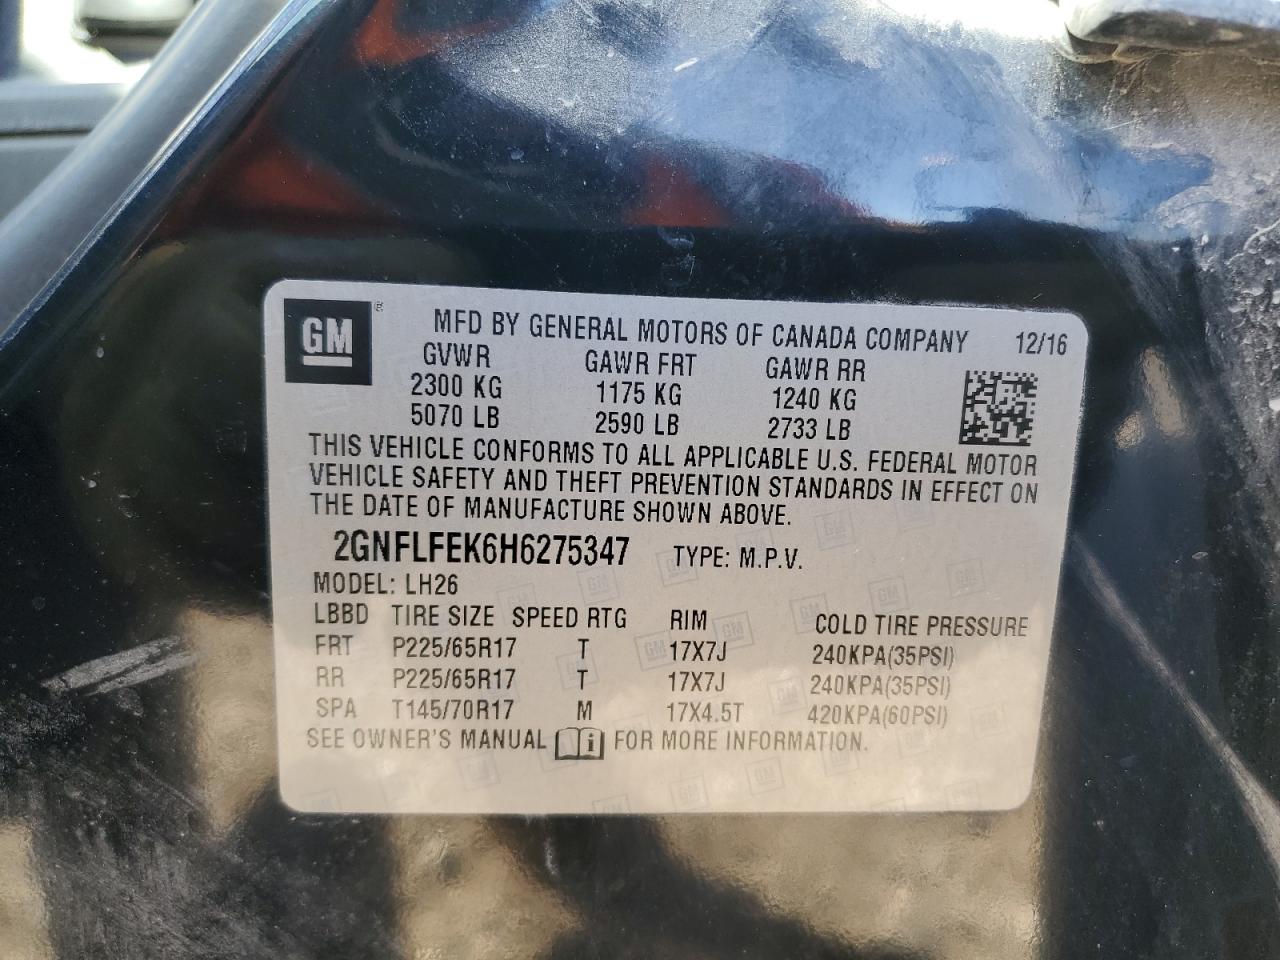 GM ®
MFD BY GENERAL MOTORS OF CANADA COMPANY 12/16
GVWR GAWR FRT GAWR RR
2300 KG 1175 KG 1240 KG
5070 LB 2590 LB 2733 LB
THIS VEHICLE CONFORMS TO ALL APPLICABLE U.S. FEDERAL MOTOR
VEHICLE SAFETY AND THEFT PREVENTION STANDARDS IN EFFECT ON
THE DATE OF MANUFACTURE SHOWN ABOVE.
2GNFLFEK6H6275347 TYPE: M.P.V.
MODEL: LH26
LBBD TIRE SIZE SPEED RTG RIM COLD TIRE PRESSURE
FRT P225/65R17 T 17X7J 240KPA(35PSI)
RR P225/65R17 T 17X7J 240KPA(35PSI)
SPA T145/70R17 M 17X4.5T 420KPA(60PSI)
SEE OWNER'S MANUAL i FOR MORE INFORMATION.